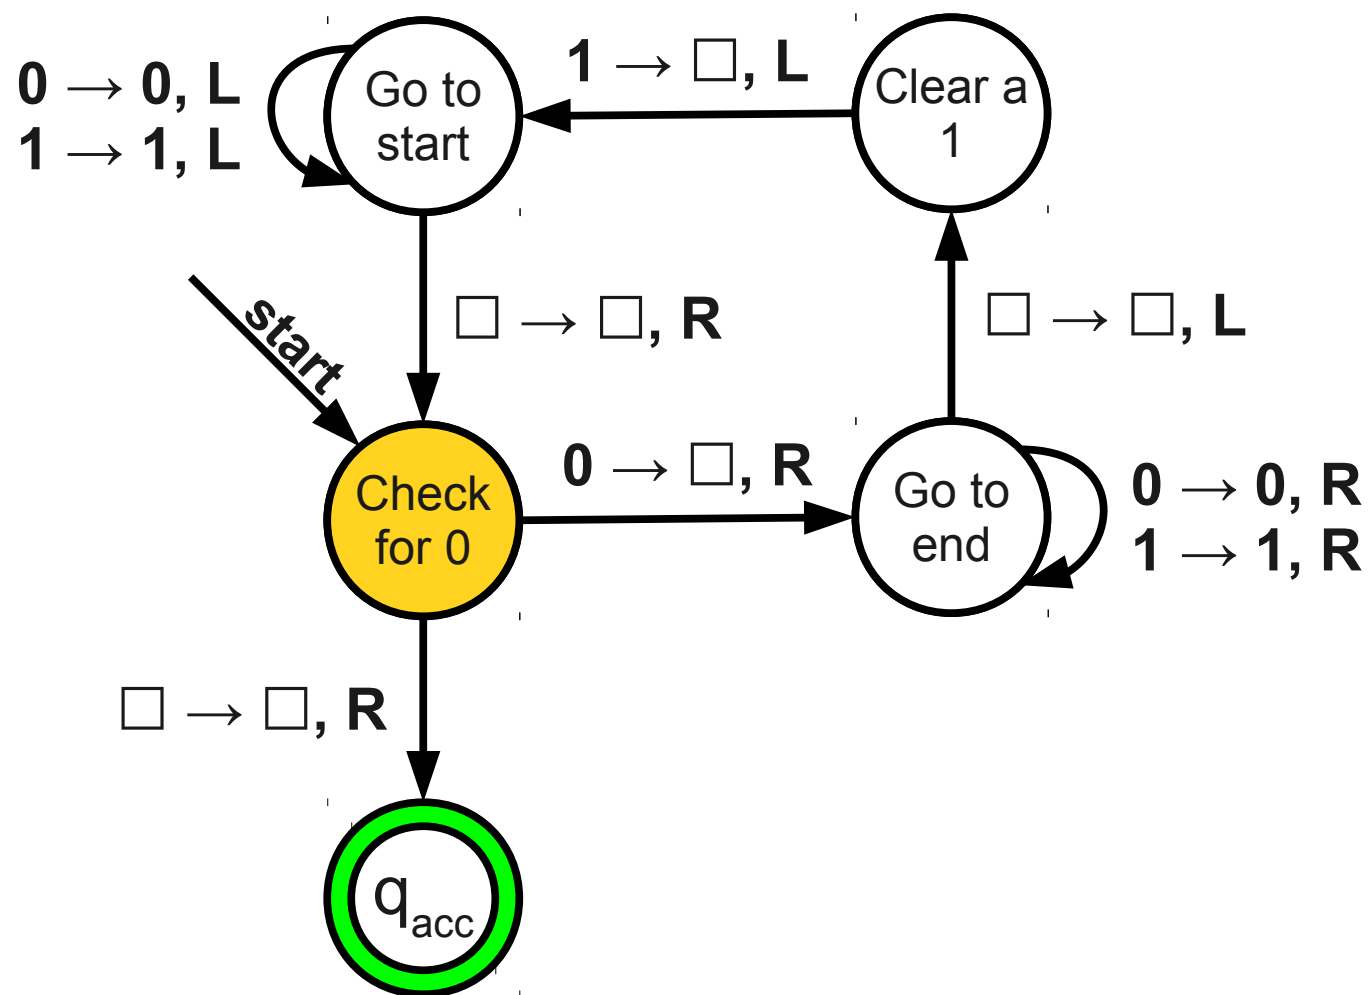 0 → 0, L
1 → 1, L
Go to
start
1 → □, L
Clear a
1
start
□ → □, R
□ → □, L
Check
for 0
0 → □, R
Go to
end
0 → 0, R
1 → 1, R
□ → □, R
qacc